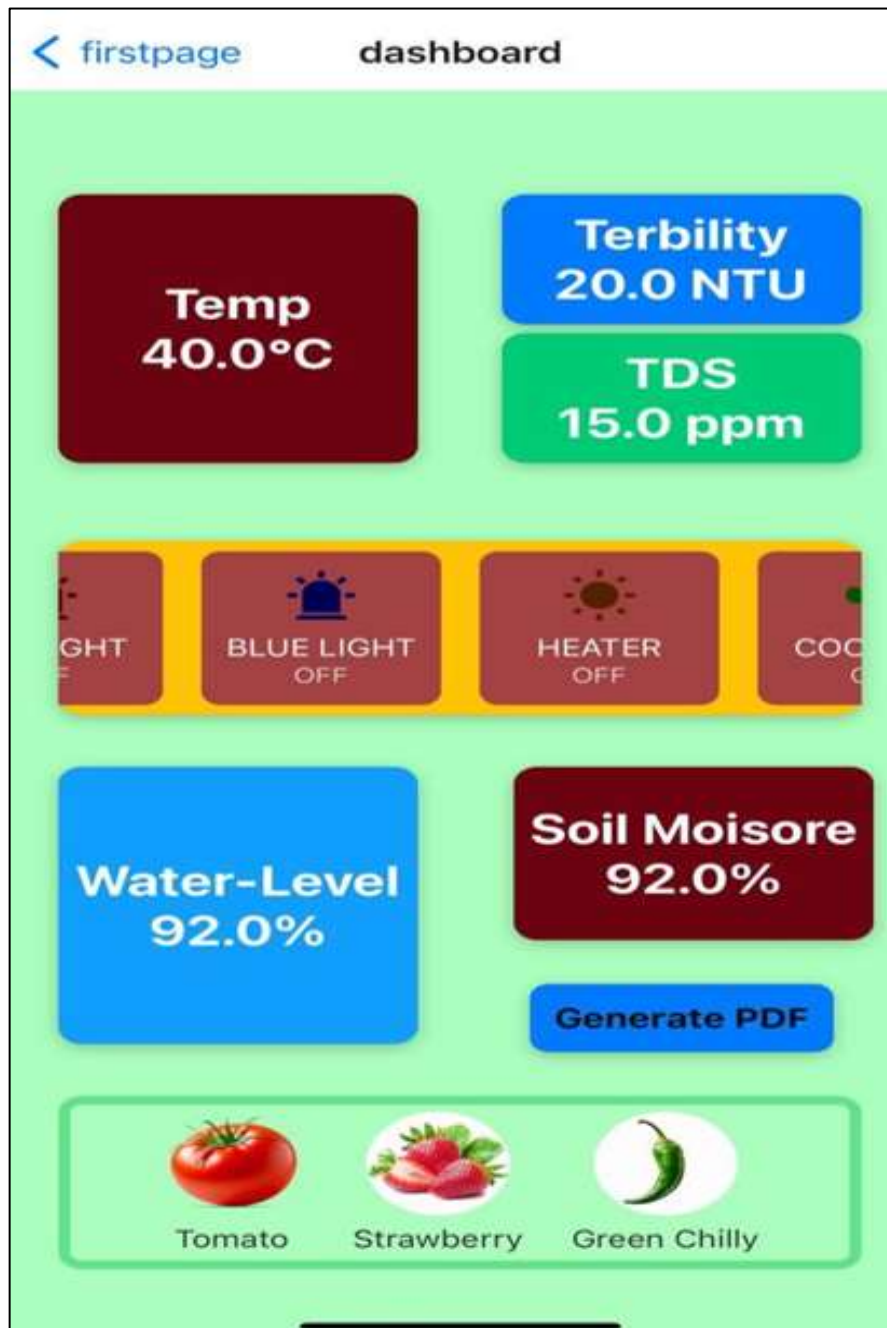 firstpage dashboard
Temp
40.0°C
Terbility
20.0 NTU
TDS
15.0 ppm
GHT
BLUE LIGHT
OFF
HEATER
OFF
COO
Water-Level
92.0%
Soil Moisore
92.0%
Generate PDF
Tomato
Strawberry
Green Chilly